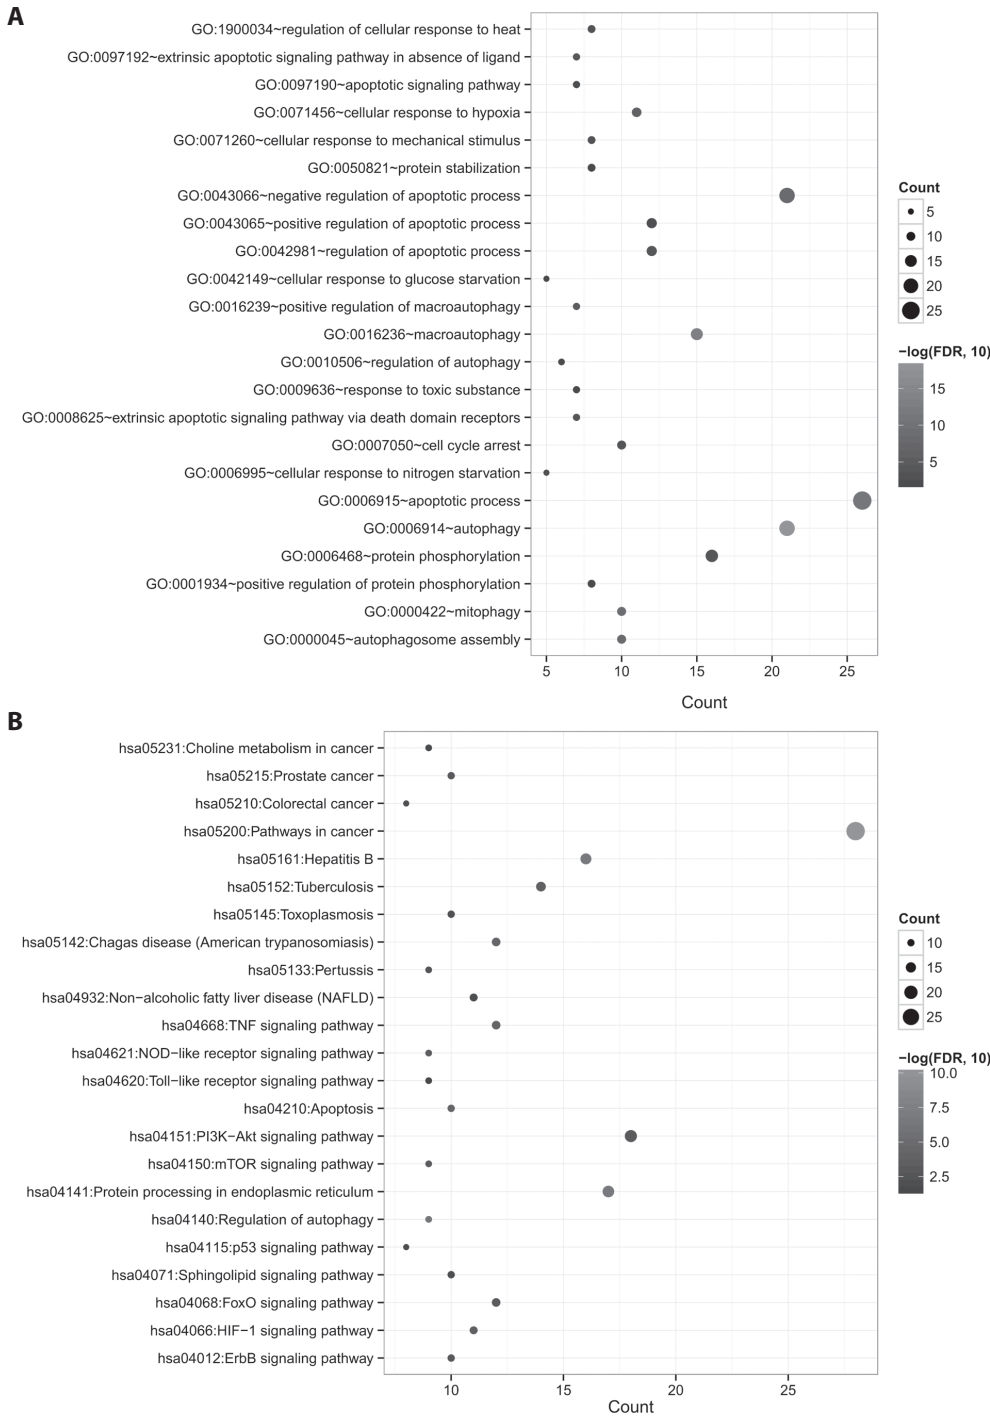 A
GO:1900034~regulation of cellular response to heat
GO:0097192~extrinsic apoptotic signaling pathway in absence of ligand
GO:0097190~apoptotic signaling pathway
GO:0071456~cellular response to hypoxia
GO:0071260~cellular response to mechanical stimulus
GO:0050821~protein stabilization
GO:0043066~negative regulation of apoptotic process
GO:0043065~positive regulation of apoptotic process
GO:0042981~regulation of apoptotic process
GO:0042149~cellular response to glucose starvation
GO:0016239~positive regulation of macroautophagy
GO:0016236~macroautophagy
GO:0010506~regulation of autophagy
GO:0009636~response to toxic substance
GO:0008625~extrinsic apoptotic signaling pathway via death domain receptors
GO:0007050~cell cycle arrest
GO:0006995~cellular response to nitrogen starvation
GO:0006915~apoptotic process
GO:0006914~autophagy
GO:0006468~protein phosphorylation
GO:0001934~positive regulation of protein phosphorylation
GO:0000422~mitophagy
GO:0000045~autophagosome assembly
5 10 15 20 25
Count
Count
5
10
15
20
25
−log(FDR, 10)
15
10
5
B
hsa05231:Choline metabolism in cancer
hsa05215:Prostate cancer
hsa05210:Colorectal cancer
hsa05200:Pathways in cancer
hsa05161:Hepatitis B
hsa05152:Tuberculosis
hsa05145:Toxoplasmosis
hsa05142:Chagas disease (American trypanosomiasis)
hsa05133:Pertussis
hsa04932:Non−alcoholic fatty liver disease (NAFLD)
hsa04668:TNF signaling pathway
hsa04621:NOD−like receptor signaling pathway
hsa04620:Toll−like receptor signaling pathway
hsa04210:Apoptosis
hsa04151:PI3K−Akt signaling pathway
hsa04150:mTOR signaling pathway
hsa04141:Protein processing in endoplasmic reticulum
hsa04140:Regulation of autophagy
hsa04115:p53 signaling pathway
hsa04071:Sphingolipid signaling pathway
hsa04068:FoxO signaling pathway
hsa04066:HIF−1 signaling pathway
hsa04012:ErbB signaling pathway
10 15 20 25
Count
Count
10
15
20
25
−log(FDR, 10)
10.0
7.5
5.0
2.5